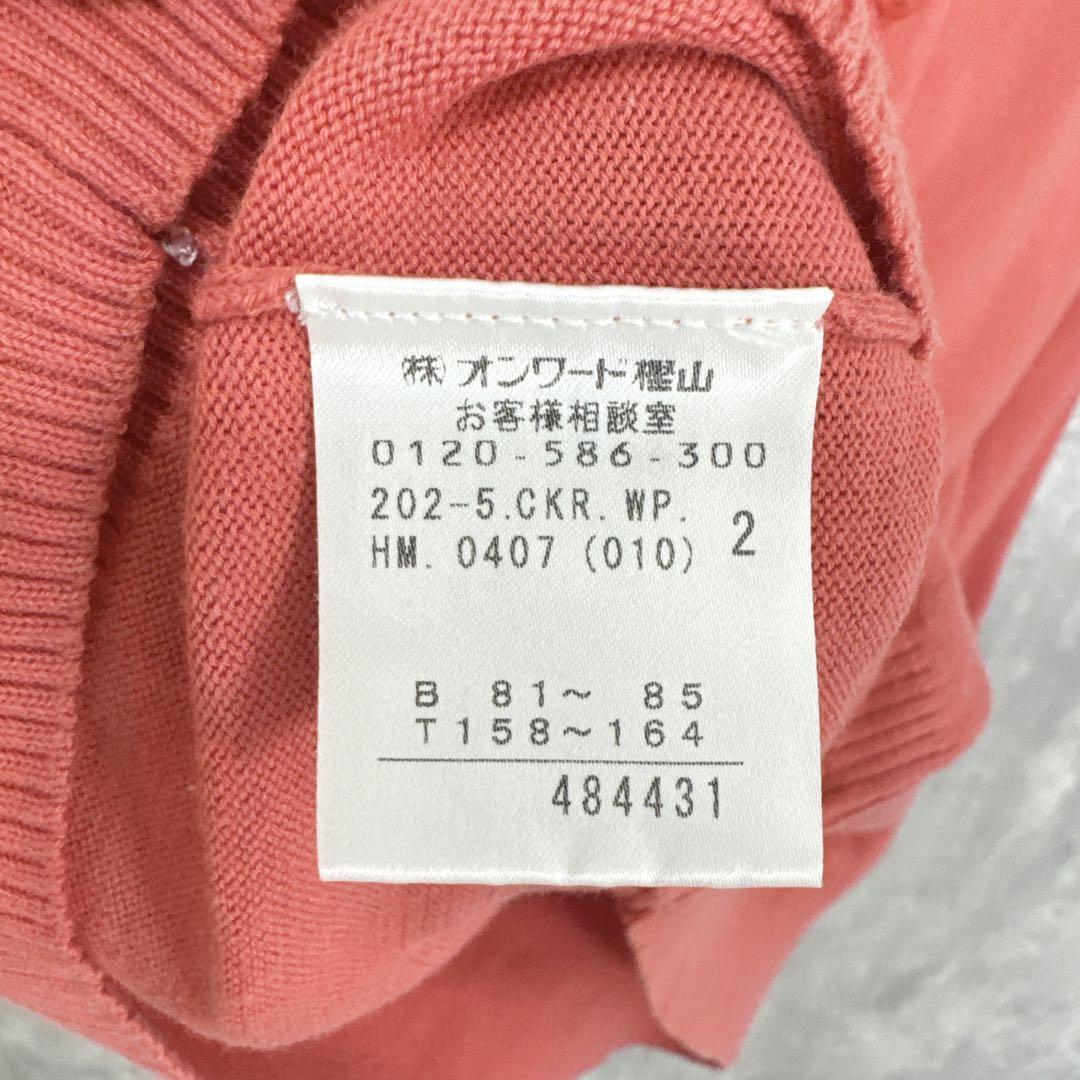 ㈱オンワード樫山
お客様相談室
0120-586-300
202-5.CKR.WP.
HM.0407(010) 2
B 81~ 85
T158~164
484431